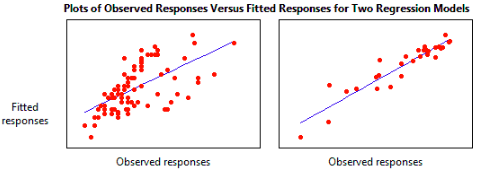 Plots of Observed Responses Versus Fitted Responses for Two Regression Models
Fitted
responses
Observed responses
Observed responses